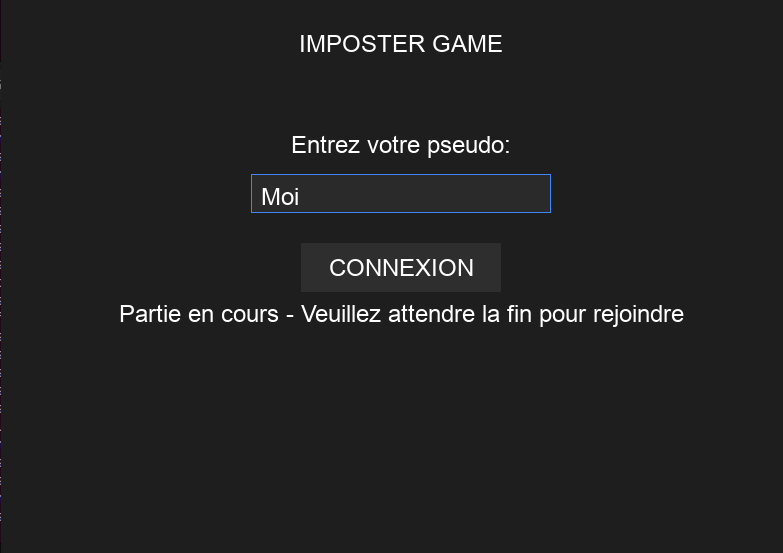 IMPOSTER GAME
Entrez votre pseudo:
Moi
CONNEXION
Partie en cours - Veuillez attendre la fin pour rejoindre